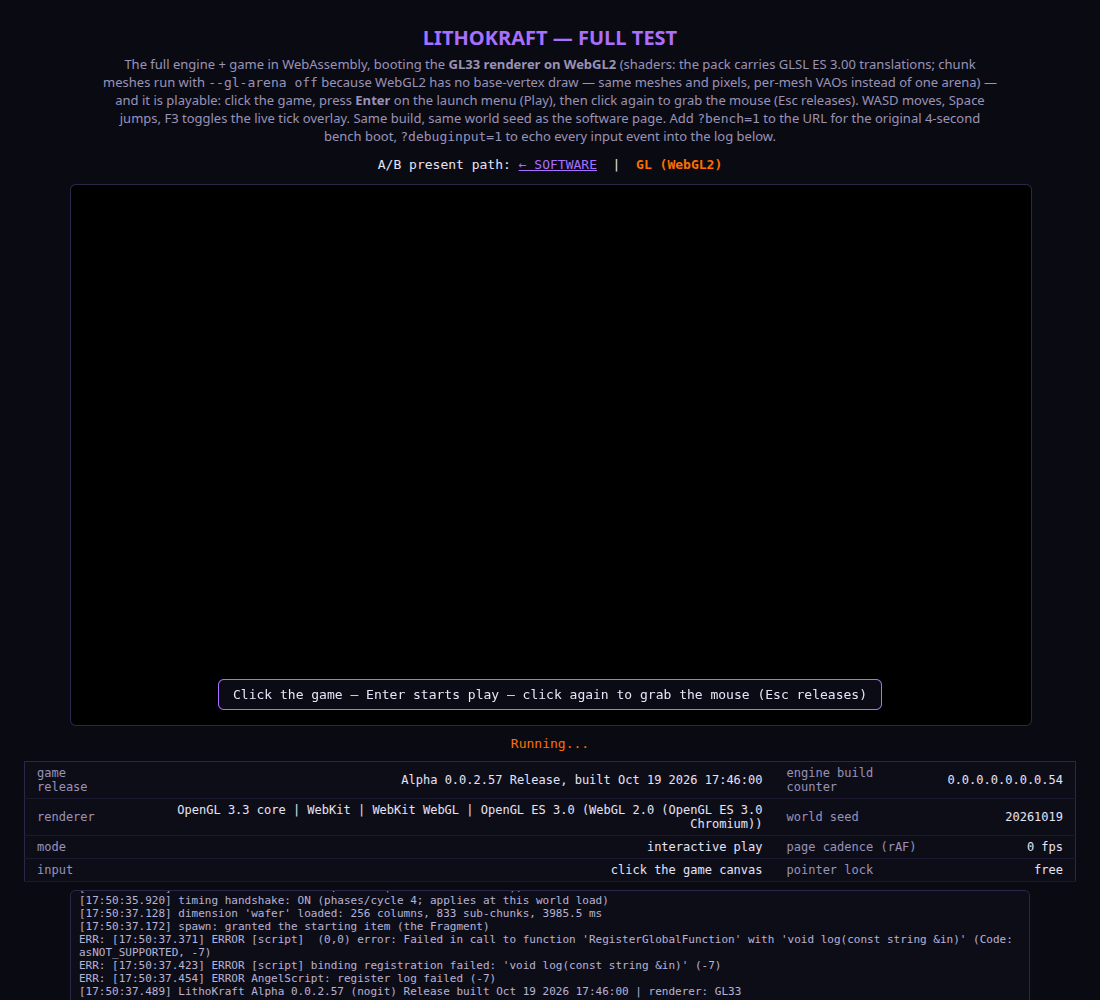 LITHOKRAFT — FULL TEST
The full engine + game in WebAssembly, booting the GL33 renderer on WebGL2 (shaders: the pack carries GLSL ES 3.00 translations; chunk
meshes run with --gl-arena off because WebGL2 has no base-vertex draw — same meshes and pixels, per-mesh VAOs instead of one arena) —
and it is playable: click the game, press Enter on the launch menu (Play), then click again to grab the mouse (Esc releases). WASD moves, Space
jumps, F3 toggles the live tick overlay. Same build, same world seed as the software page. Add ?bench=1 to the URL for the original 4-second
bench boot, ?debuginput=1 to echo every input event into the log below.
A/B present path: ← SOFTWARE | GL (WebGL2)
Click the game — Enter starts play — click again to grab the mouse (Esc releases)
Running...
game release
Alpha 0.0.2.57 Release, built Oct 19 2026 17:46:00
engine build counter
0.0.0.0.0.0.0.54
renderer
OpenGL 3.3 core | WebKit | WebKit WebGL | OpenGL ES 3.0 (WebGL 2.0 (OpenGL ES 3.0
Chromium))
world seed
20261019
mode
interactive play
page cadence (rAF)
0 fps
input
click the game canvas
pointer lock
free
[17:50:35.920] timing handshake: ON (phases/cycle 4; applies at this world load)
[17:50:37.128] dimension 'wafer' loaded: 256 columns, 833 sub-chunks, 3985.5 ms
[17:50:37.172] spawn: granted the starting item (the Fragment)
ERR: [17:50:37.371] ERROR [script]  (0,0) error: Failed in call to function 'RegisterGlobalFunction' with 'void log(const string &in)' (Code:
asNOT_SUPPORTED, -7)
ERR: [17:50:37.423] ERROR [script] binding registration failed: 'void log(const string &in)' (-7)
ERR: [17:50:37.454] ERROR AngelScript: register log failed (-7)
[17:50:37.489] LithoKraft Alpha 0.0.2.57 (nogit) Release built Oct 19 2026 17:46:00 | renderer: GL33